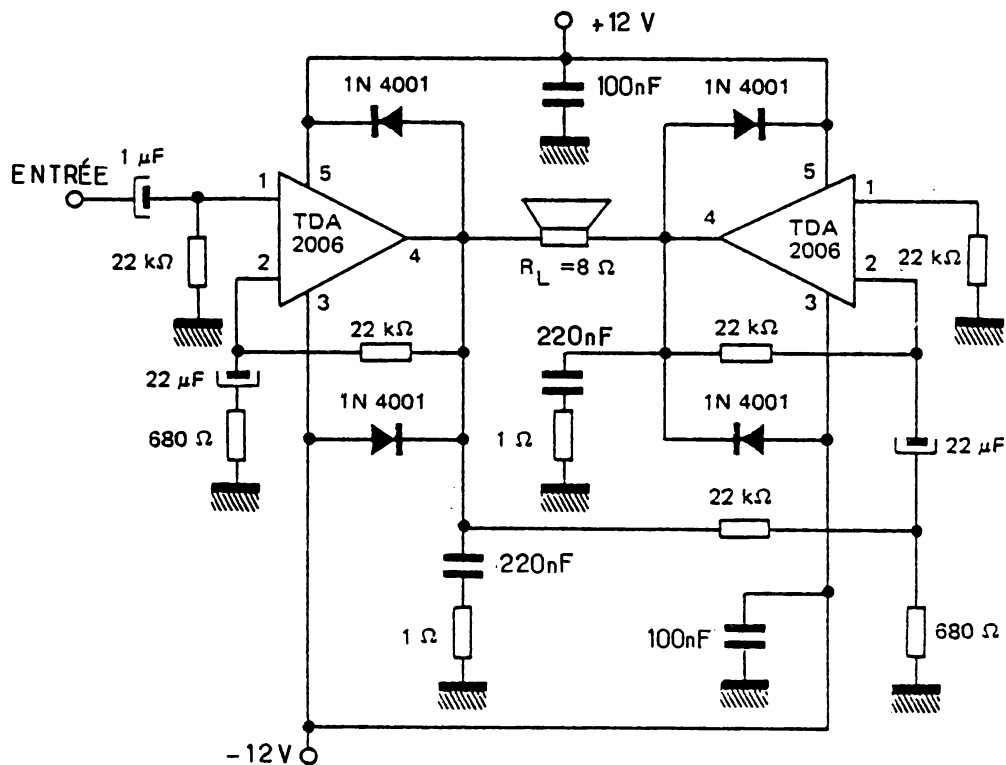 +12 V
1N 4001
100nF
1N 4001
ENTRÉE
1 µF
5
5
1
1
TDA
2006
TDA
2006
4
4
22 kΩ
2
R_L = 8 Ω
22 kΩ
2
3
3
22 kΩ
220nF
22 kΩ
22 µF
1N 4001
1N 4001
680 Ω
1 Ω
22 µF
22 kΩ
220nF
1 Ω
100nF
680 Ω
-12V